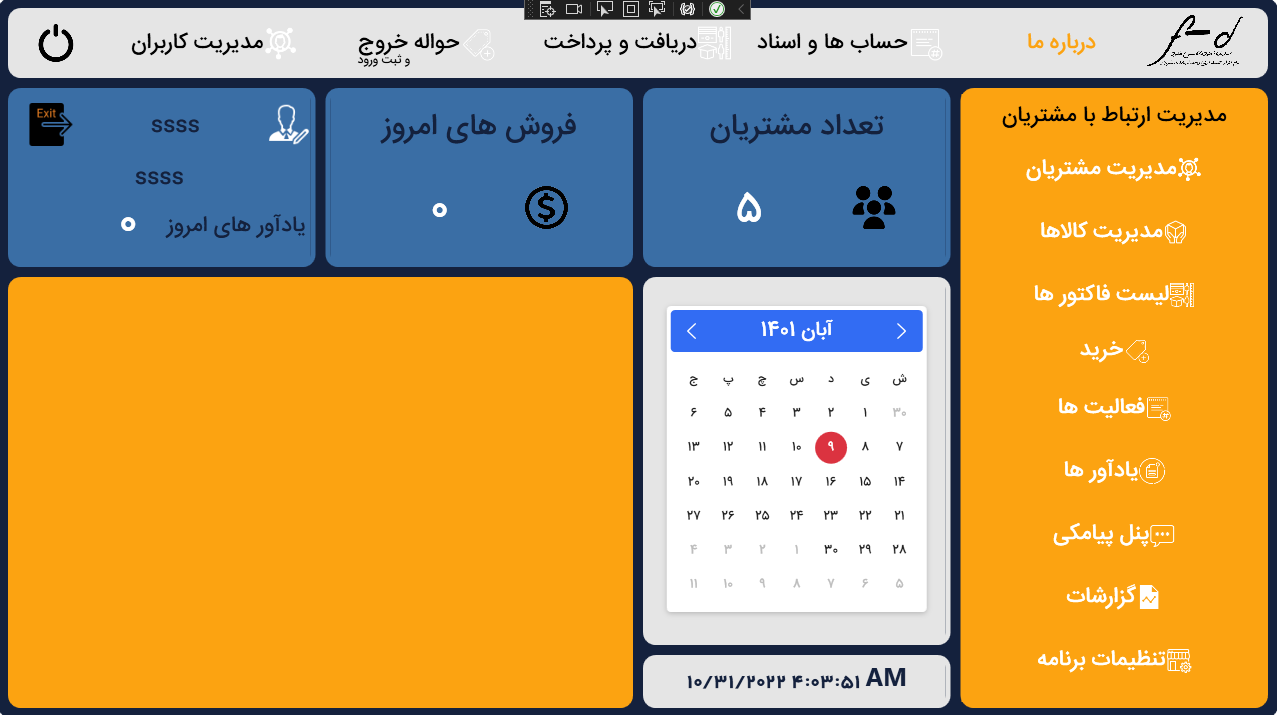 f-d
درباره ما
حساب ها و اسناد
دریافت و پرداخت
حواله خروج
و ثبت ورود
مدیریت کاربران
مدیریت ارتباط با مشتریان
مدیریت مشتریان
مدیریت کالاها
لیست فاکتور ها
خرید
فعالیت ها
یادآور ها
پنل پیامکی
گزارشات
تنظیمات برنامه
تعداد مشتریان
۵
فروش های امروز
۰
Exit
ssss
ssss
یادآور های امروز
۰
آبان ۱۴۰۱
ش ی د س چ پ ج
۳۰ ۱ ۲ ۳ ۴ ۵ ۶
۷ ۸ ۹ ۱۰ ۱۱ ۱۲ ۱۳
۱۴ ۱۵ ۱۶ ۱۷ ۱۸ ۱۹ ۲۰
۲۱ ۲۲ ۲۳ ۲۴ ۲۵ ۲۶ ۲۷
۲۸ ۲۹ ۳۰ ۱ ۲ ۳ ۴
۵ ۶ ۷ ۸ ۹ ۱۰ ۱۱
۱۰/۳۱/۲۰۲۲ ۴:۰۳:۵۱ AM